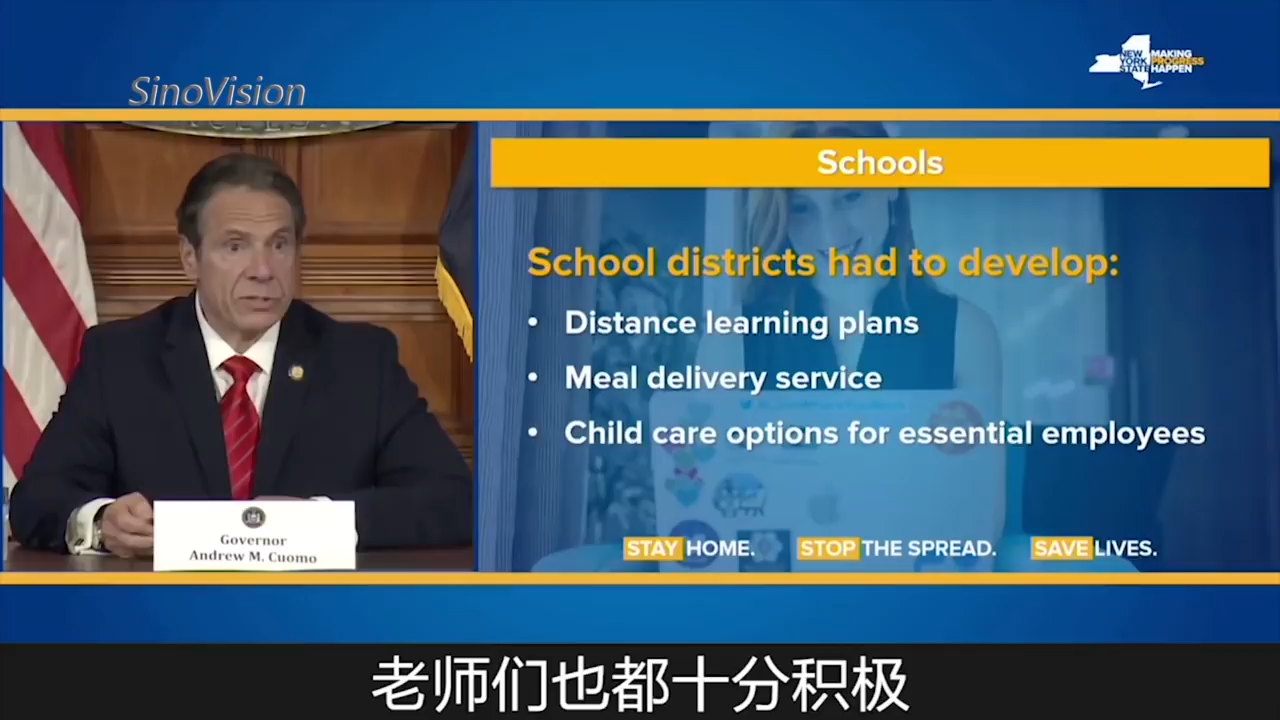 SinoVision
NEW
YORK
STATE
MAKING
PROGRESS
HAPPEN
Schools
School districts had to develop:
• Distance learning plans
• Meal delivery service
• Child care options for essential employees
STAY HOME. STOP THE SPREAD. SAVE LIVES.
Governor
Andrew M. Cuomo
老师们也都十分积极